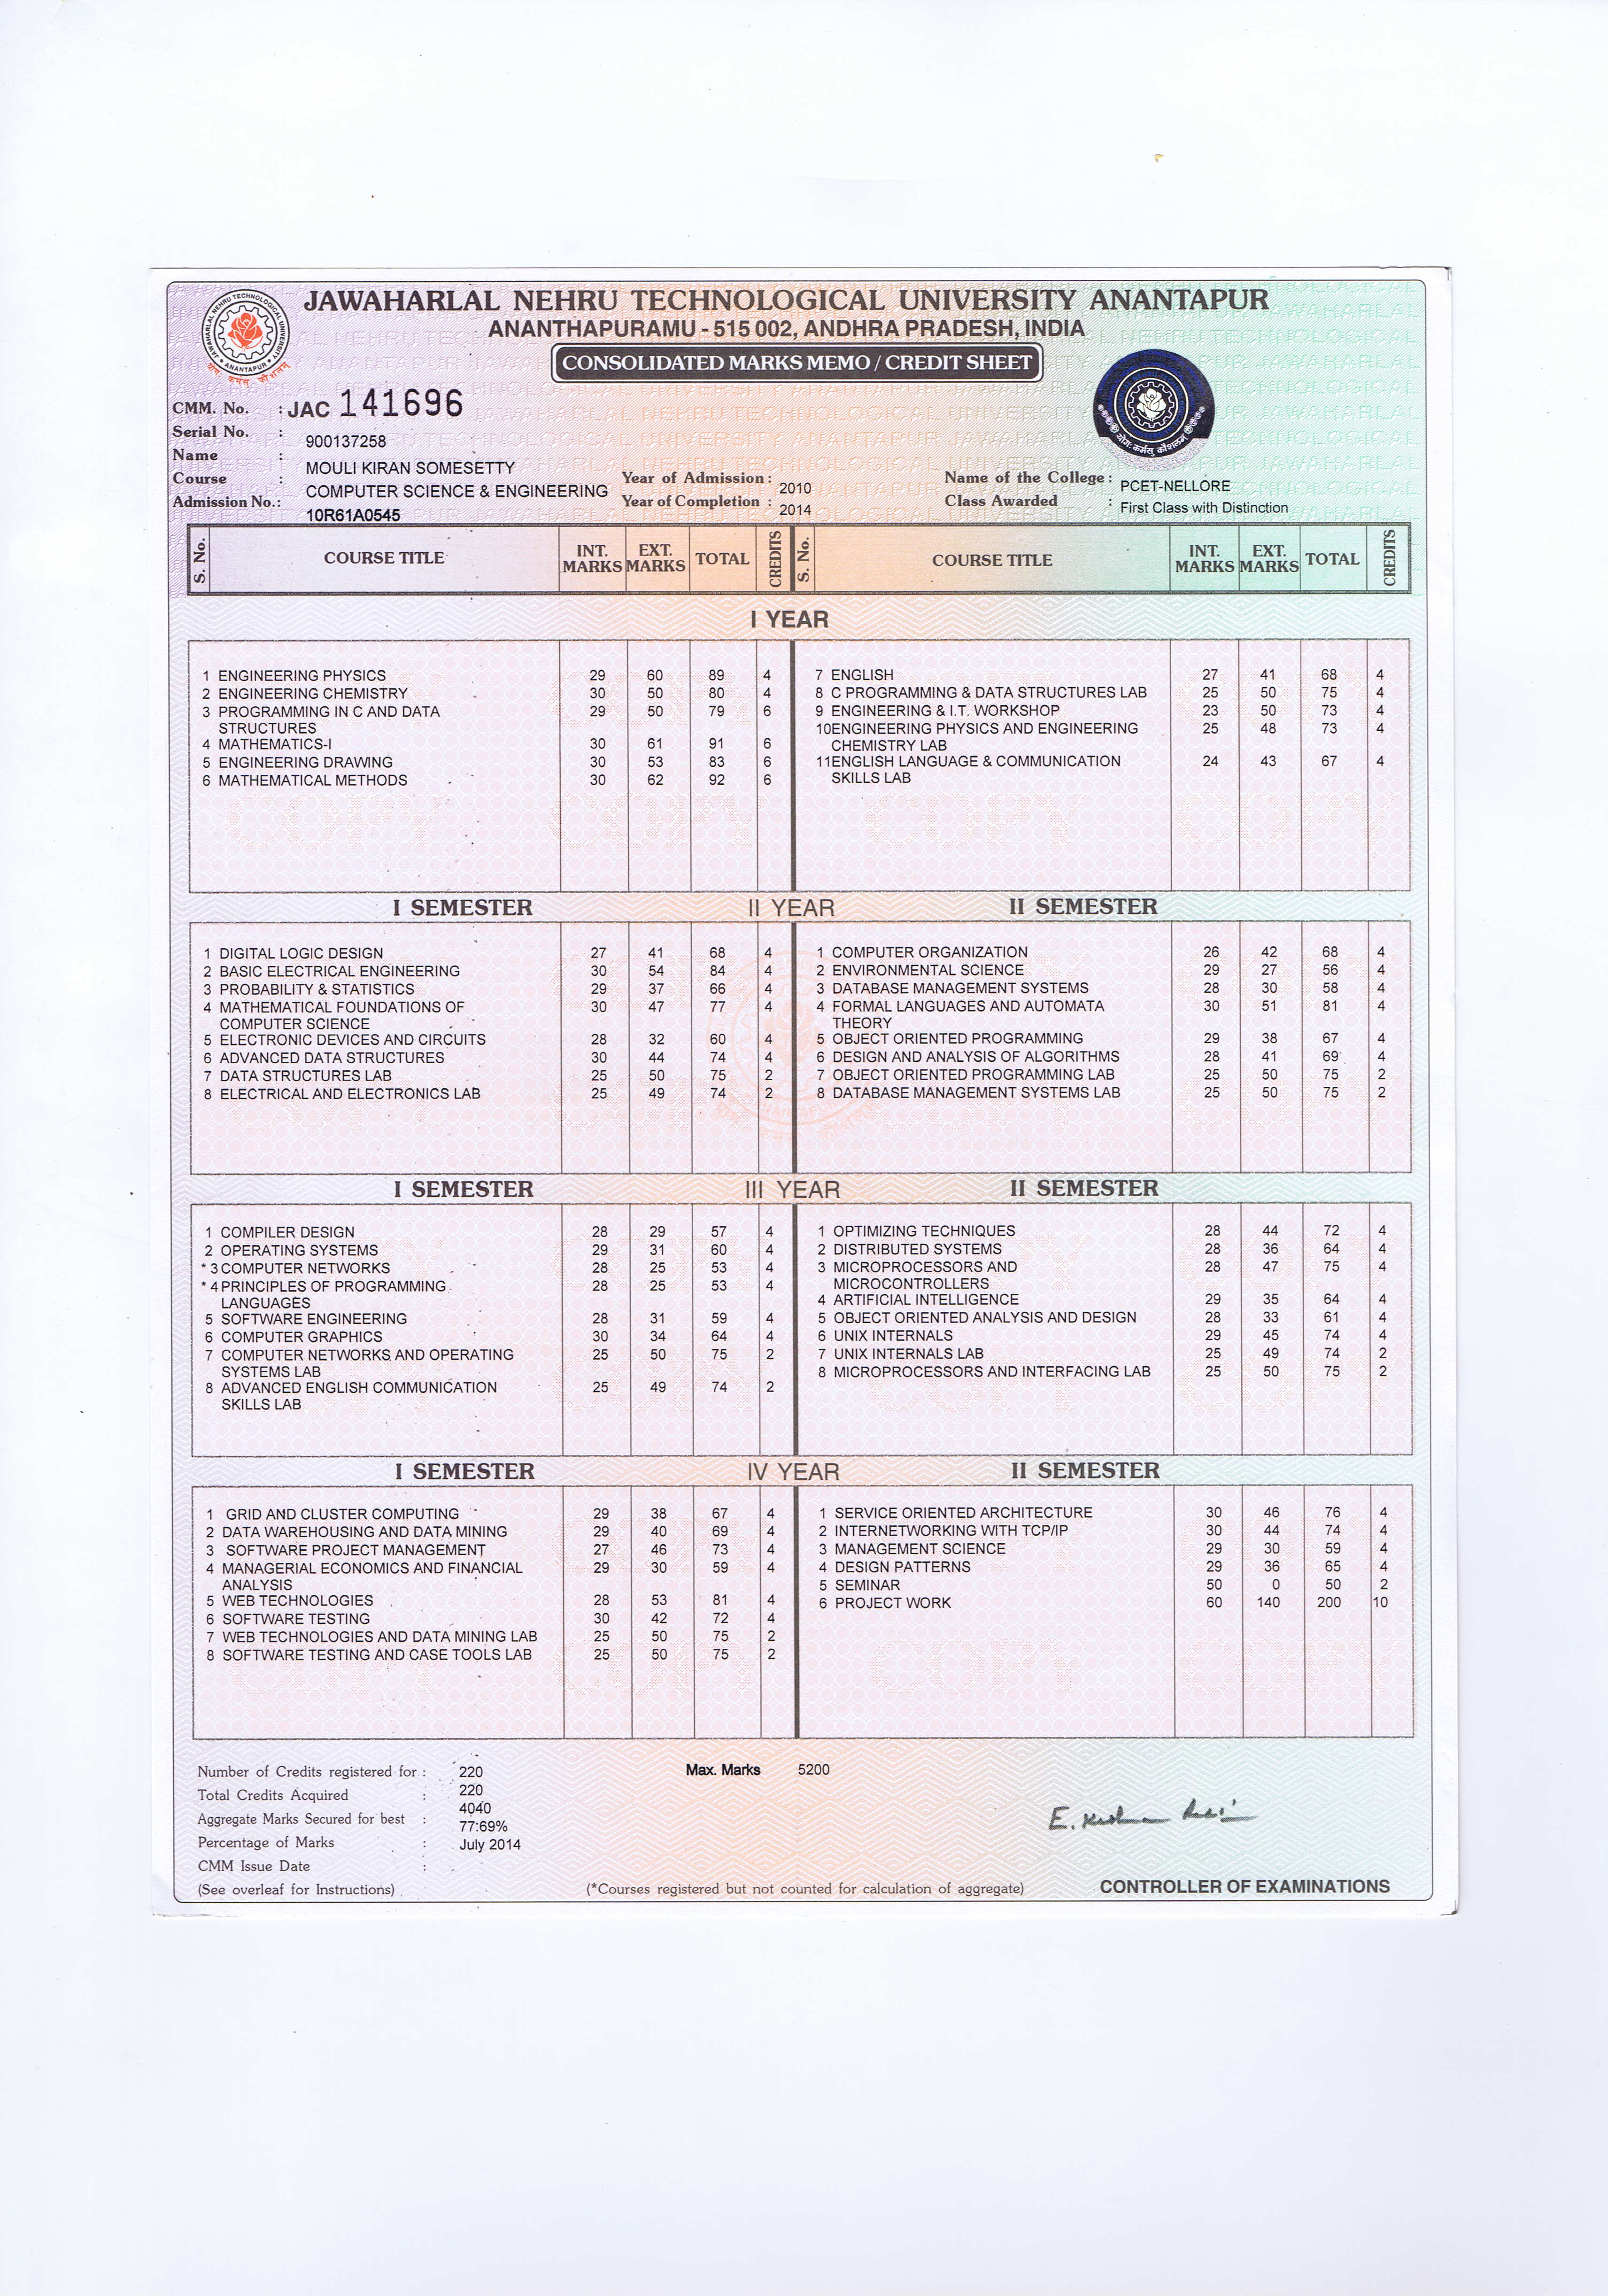 JAWAHARLAL NEHRU TECHNOLOGICAL UNIVERSITY ANANTAPUR
ANANTHAPURAMU - 515 002, ANDHRA PRADESH, INDIA
CONSOLIDATED MARKS MEMO / CREDIT SHEET
JAWAHARLAL NEHRU TECHNOLOGICAL UNIVERSITY
ANANTAPUR
योगः कर्मसु कौशलम्
योगः कर्मसु कौशलम्
CMM. No. : JAC 141696
Serial No. : 900137258
Name : MOULI KIRAN SOMESETTY
Course : COMPUTER SCIENCE & ENGINEERING
Admission No.: 10R61A0545
Year of Admission : 2010
Year of Completion : 2014
Name of the College : PCET-NELLORE
Class Awarded : First Class with Distinction
S. No. COURSE TITLE INT. MARKS EXT. MARKS TOTAL CREDITS S. No. COURSE TITLE INT. MARKS EXT. MARKS TOTAL CREDITS
I YEAR
1 ENGINEERING PHYSICS 29 60 89 4
2 ENGINEERING CHEMISTRY 30 50 80 4
3 PROGRAMMING IN C AND DATA 29 50 79 6
STRUCTURES
4 MATHEMATICS-I 30 61 91 6
5 ENGINEERING DRAWING 30 53 83 6
6 MATHEMATICAL METHODS 30 62 92 6
7 ENGLISH 27 41 68 4
8 C PROGRAMMING & DATA STRUCTURES LAB 25 50 75 4
9 ENGINEERING & I.T. WORKSHOP 23 50 73 4
10 ENGINEERING PHYSICS AND ENGINEERING 25 48 73 4
CHEMISTRY LAB
11 ENGLISH LANGUAGE & COMMUNICATION 24 43 67 4
SKILLS LAB
I SEMESTER II YEAR II SEMESTER
1 DIGITAL LOGIC DESIGN 27 41 68 4
2 BASIC ELECTRICAL ENGINEERING 30 54 84 4
3 PROBABILITY & STATISTICS 29 37 66 4
4 MATHEMATICAL FOUNDATIONS OF 30 47 77 4
COMPUTER SCIENCE
5 ELECTRONIC DEVICES AND CIRCUITS 28 32 60 4
6 ADVANCED DATA STRUCTURES 30 44 74 4
7 DATA STRUCTURES LAB 25 50 75 2
8 ELECTRICAL AND ELECTRONICS LAB 25 49 74 2
1 COMPUTER ORGANIZATION 26 42 68 4
2 ENVIRONMENTAL SCIENCE 29 27 56 4
3 DATABASE MANAGEMENT SYSTEMS 28 30 58 4
4 FORMAL LANGUAGES AND AUTOMATA 30 51 81 4
THEORY
5 OBJECT ORIENTED PROGRAMMING 29 38 67 4
6 DESIGN AND ANALYSIS OF ALGORITHMS 28 41 69 4
7 OBJECT ORIENTED PROGRAMMING LAB 25 50 75 2
8 DATABASE MANAGEMENT SYSTEMS LAB 25 50 75 2
I SEMESTER III YEAR II SEMESTER
1 COMPILER DESIGN 28 29 57 4
2 OPERATING SYSTEMS 29 31 60 4
* 3 COMPUTER NETWORKS 28 25 53 4
* 4 PRINCIPLES OF PROGRAMMING 28 25 53 4
LANGUAGES
5 SOFTWARE ENGINEERING 28 31 59 4
6 COMPUTER GRAPHICS 30 34 64 4
7 COMPUTER NETWORKS AND OPERATING 25 50 75 2
SYSTEMS LAB
8 ADVANCED ENGLISH COMMUNICATION 25 49 74 2
SKILLS LAB
1 OPTIMIZING TECHNIQUES 28 44 72 4
2 DISTRIBUTED SYSTEMS 28 36 64 4
3 MICROPROCESSORS AND 28 47 75 4
MICROCONTROLLERS
4 ARTIFICIAL INTELLIGENCE 29 35 64 4
5 OBJECT ORIENTED ANALYSIS AND DESIGN 28 33 61 4
6 UNIX INTERNALS 29 45 74 4
7 UNIX INTERNALS LAB 25 49 74 2
8 MICROPROCESSORS AND INTERFACING LAB 25 50 75 2
I SEMESTER IV YEAR II SEMESTER
1 GRID AND CLUSTER COMPUTING 29 38 67 4
2 DATA WAREHOUSING AND DATA MINING 29 40 69 4
3 SOFTWARE PROJECT MANAGEMENT 27 46 73 4
4 MANAGERIAL ECONOMICS AND FINANCIAL 29 30 59 4
ANALYSIS
5 WEB TECHNOLOGIES 28 53 81 4
6 SOFTWARE TESTING 30 42 72 4
7 WEB TECHNOLOGIES AND DATA MINING LAB 25 50 75 2
8 SOFTWARE TESTING AND CASE TOOLS LAB 25 50 75 2
1 SERVICE ORIENTED ARCHITECTURE 30 46 76 4
2 INTERNETWORKING WITH TCP/IP 30 44 74 4
3 MANAGEMENT SCIENCE 29 30 59 4
4 DESIGN PATTERNS 29 36 65 4
5 SEMINAR 50 0 50 2
6 PROJECT WORK 60 140 200 10
Number of Credits registered for : 220
Total Credits Acquired : 220
Aggregate Marks Secured for best : 4040
Percentage of Marks : 77:69%
CMM Issue Date : July 2014
Max. Marks 5200
(See overleaf for Instructions)
(*Courses registered but not counted for calculation of aggregate)
CONTROLLER OF EXAMINATIONS